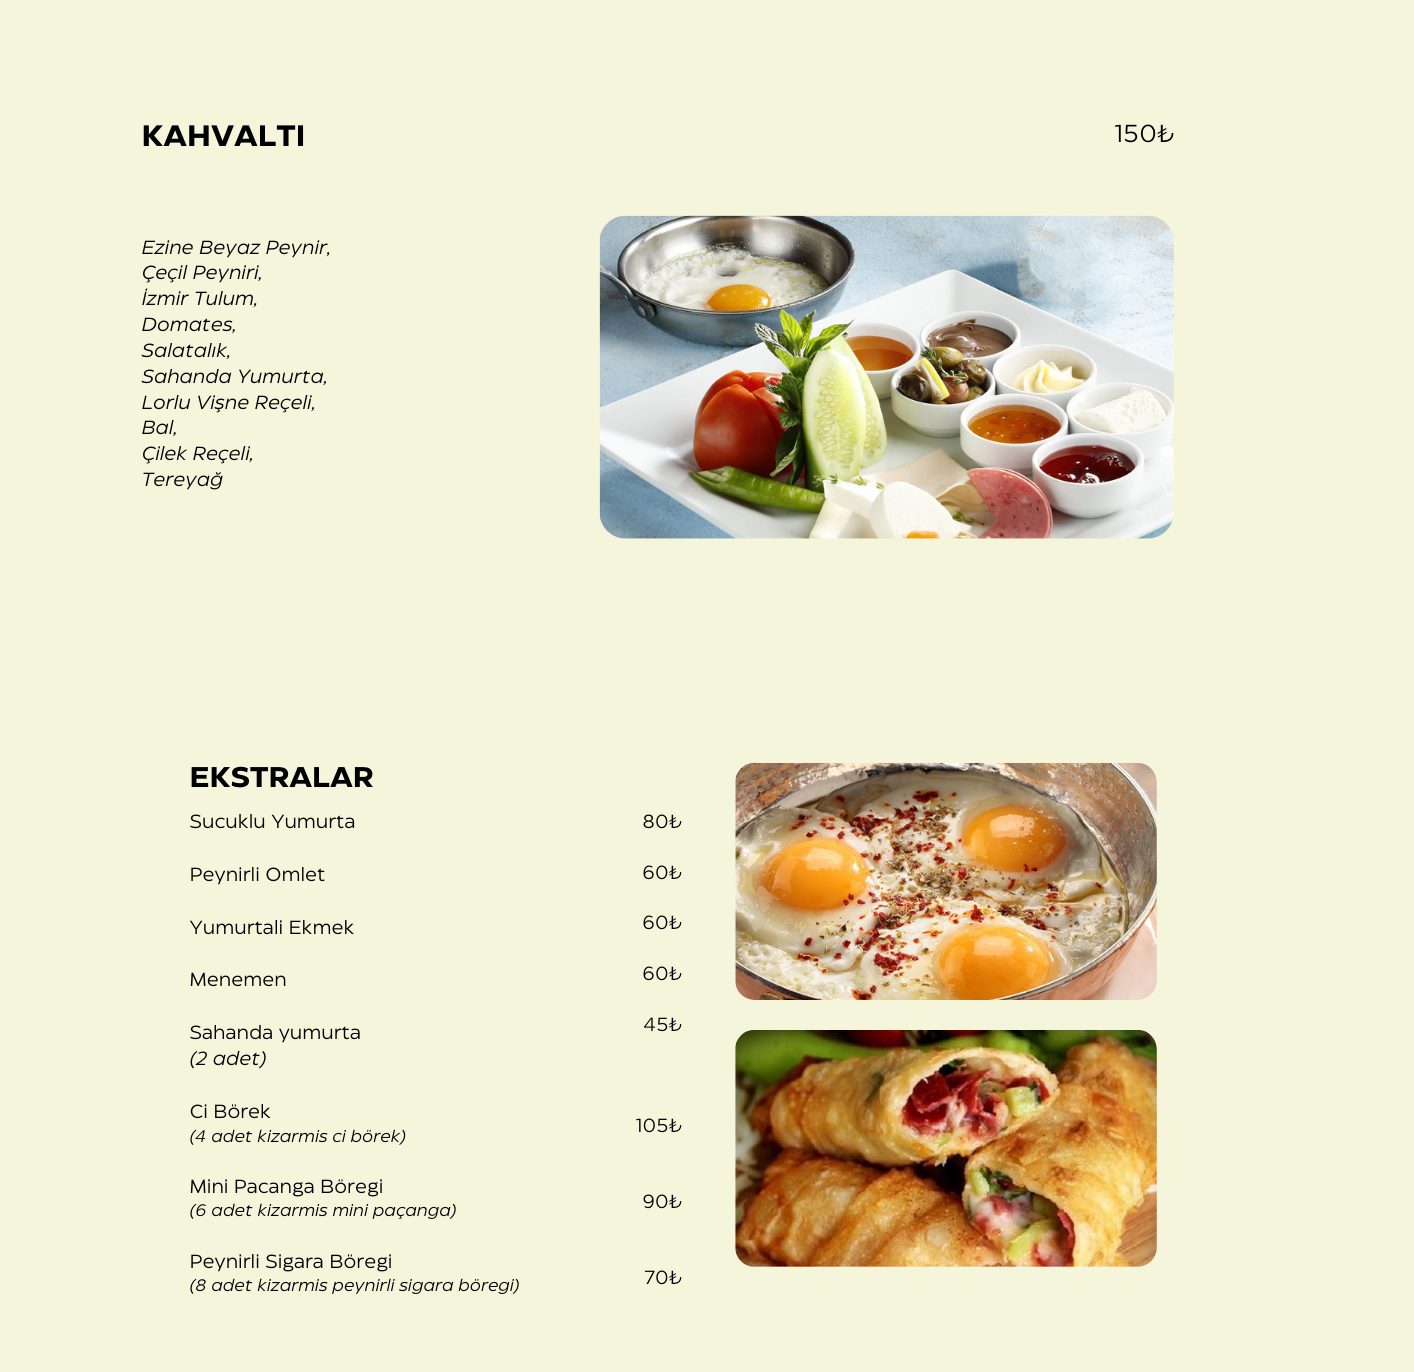 KAHVALTI 150₺
Ezine Beyaz Peynir,
Çeçil Peyniri,
İzmir Tulum,
Domates,
Salatalık,
Sahanda Yumurta,
Lorlu Vişne Reçeli,
Bal,
Çilek Reçeli,
Tereyağ
EKSTRALAR
Sucuklu Yumurta 80₺
Peynirli Omlet 60₺
Yumurtali Ekmek 60₺
Menemen 60₺
Sahanda yumurta 45₺
(2 adet)
Ci Börek 105₺
(4 adet kizarmis ci börek)
Mini Pacanga Böregi 90₺
(6 adet kizarmis mini paçanga)
Peynirli Sigara Böregi 70₺
(8 adet kizarmis peynirli sigara böregi)